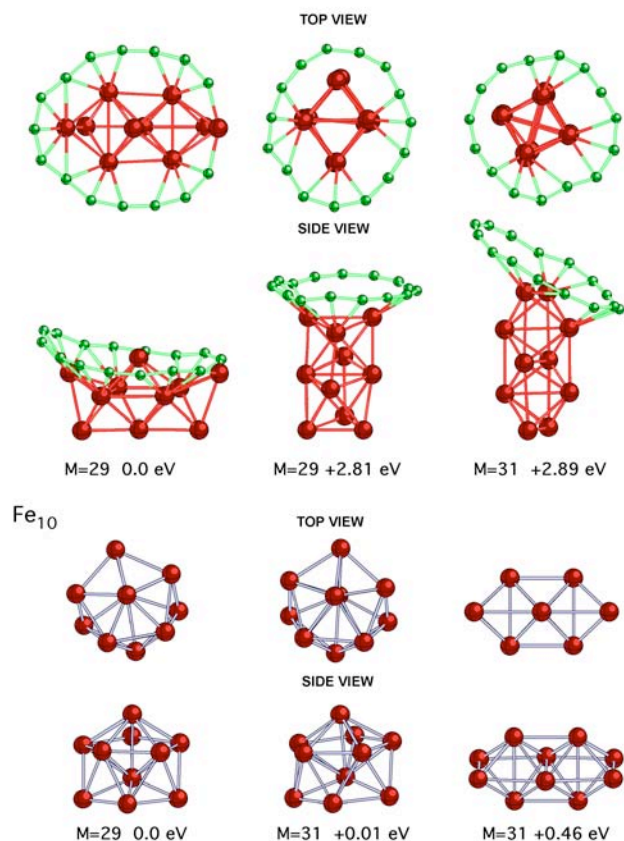 TOP VIEW
SIDE VIEW
M=29 0.0 eV
M=29 +2.81 eV
M=31 +2.89 eV
Fe10
TOP VIEW
SIDE VIEW
M=29 0.0 eV
M=31 +0.01 eV
M=31 +0.46 eV